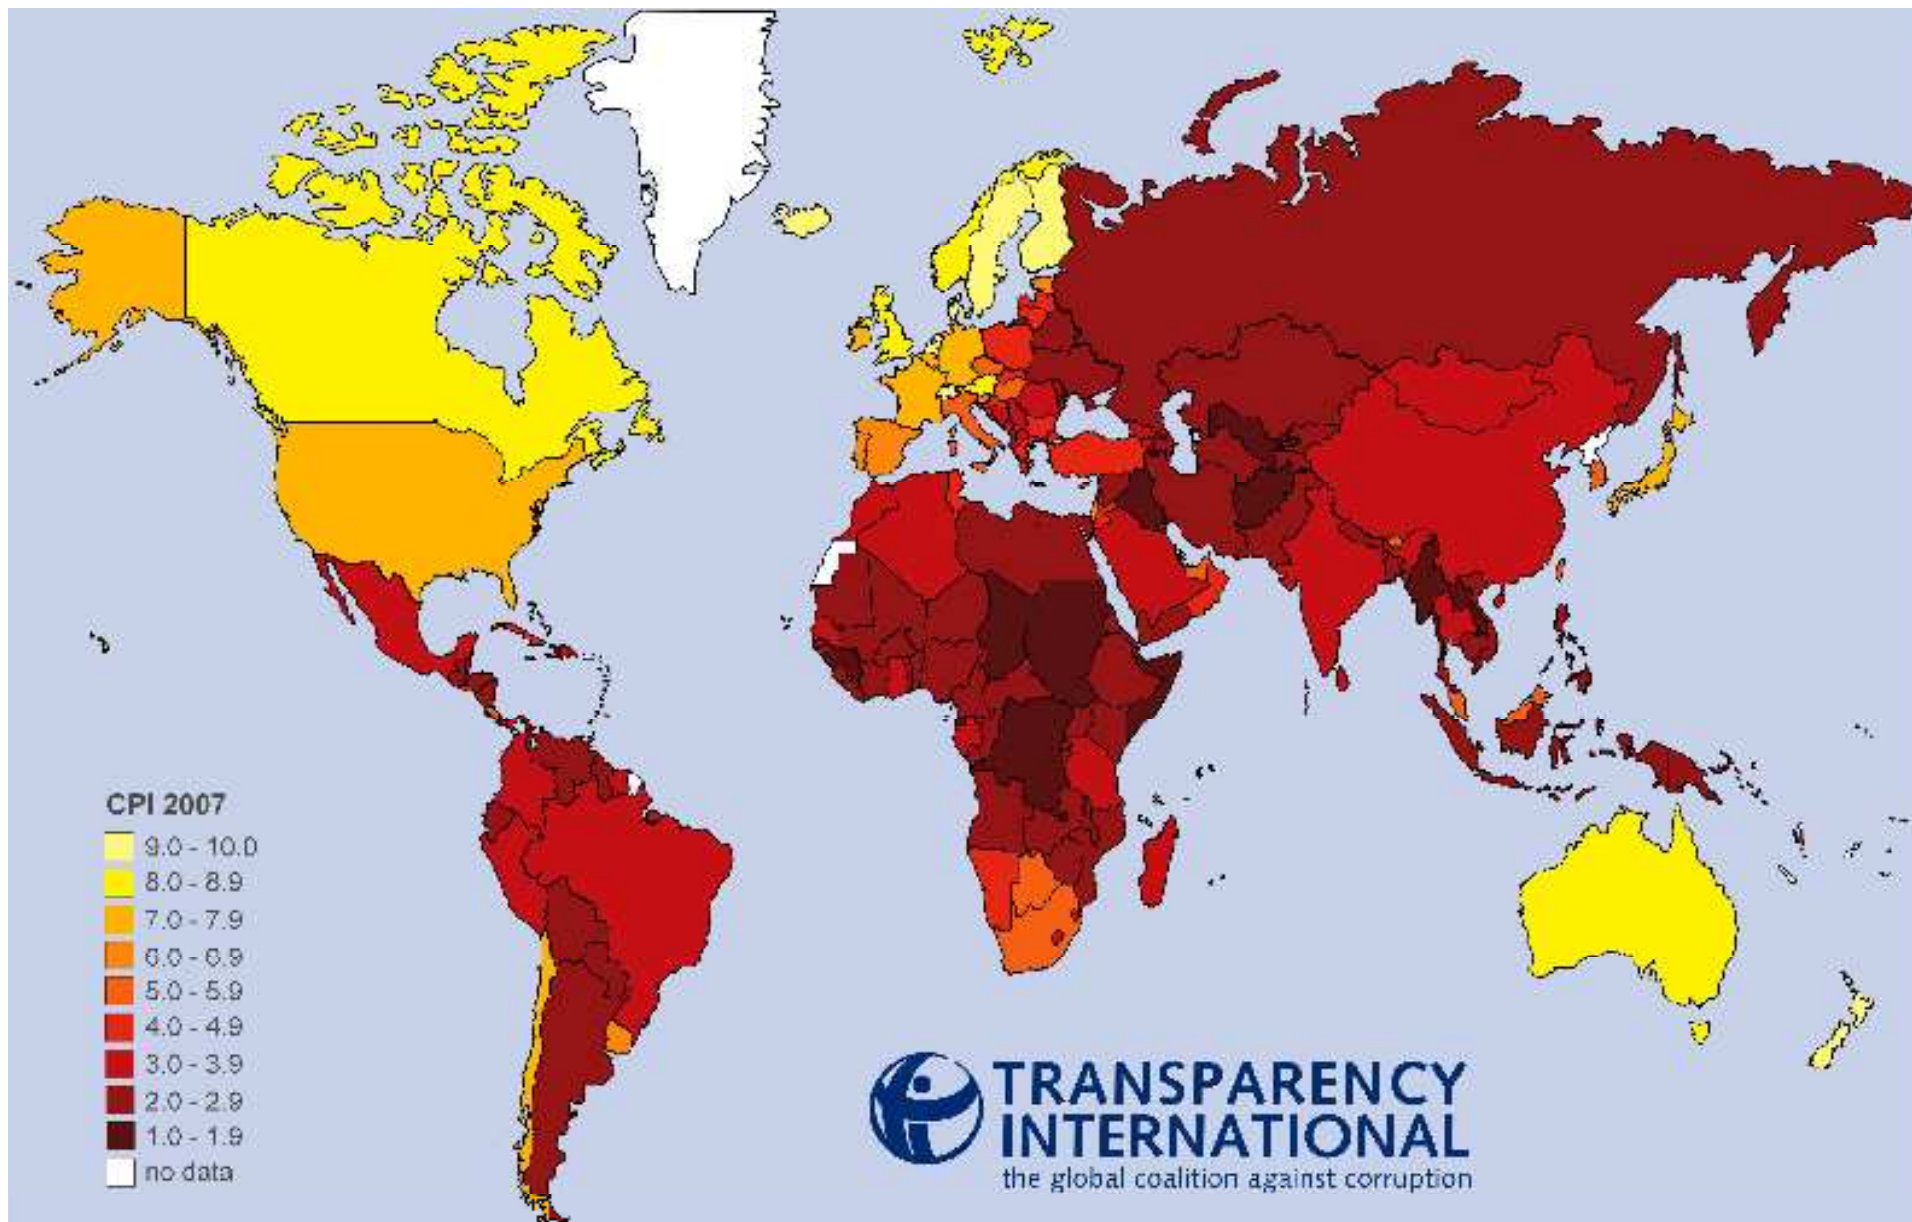 CPI 2007
9.0 - 10.0
8.0 - 8.9
7.0 - 7.9
6.0 - 6.9
5.0 - 5.9
4.0 - 4.9
3.0 - 3.9
2.0 - 2.9
1.0 - 1.9
no data
TRANSPARENCY
INTERNATIONAL
the global coalition against corruption